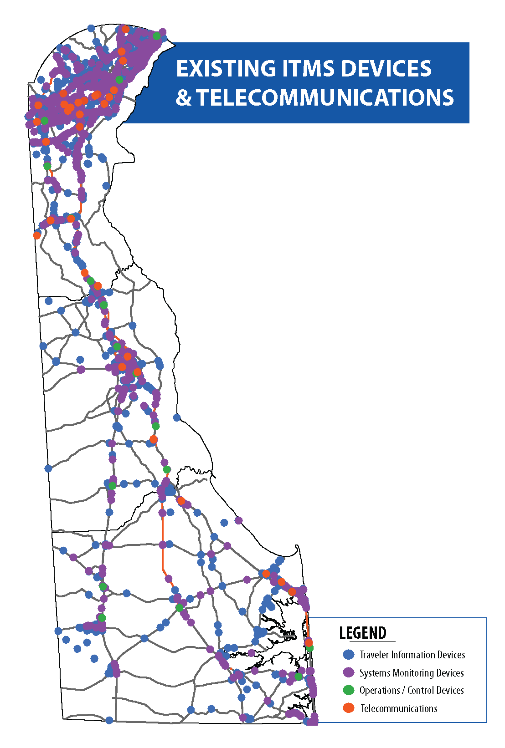 EXISTING ITMS DEVICES
& TELECOMMUNICATIONS
LEGEND
Traveler Information Devices
Systems Monitoring Devices
Operations / Control Devices
Telecommunications